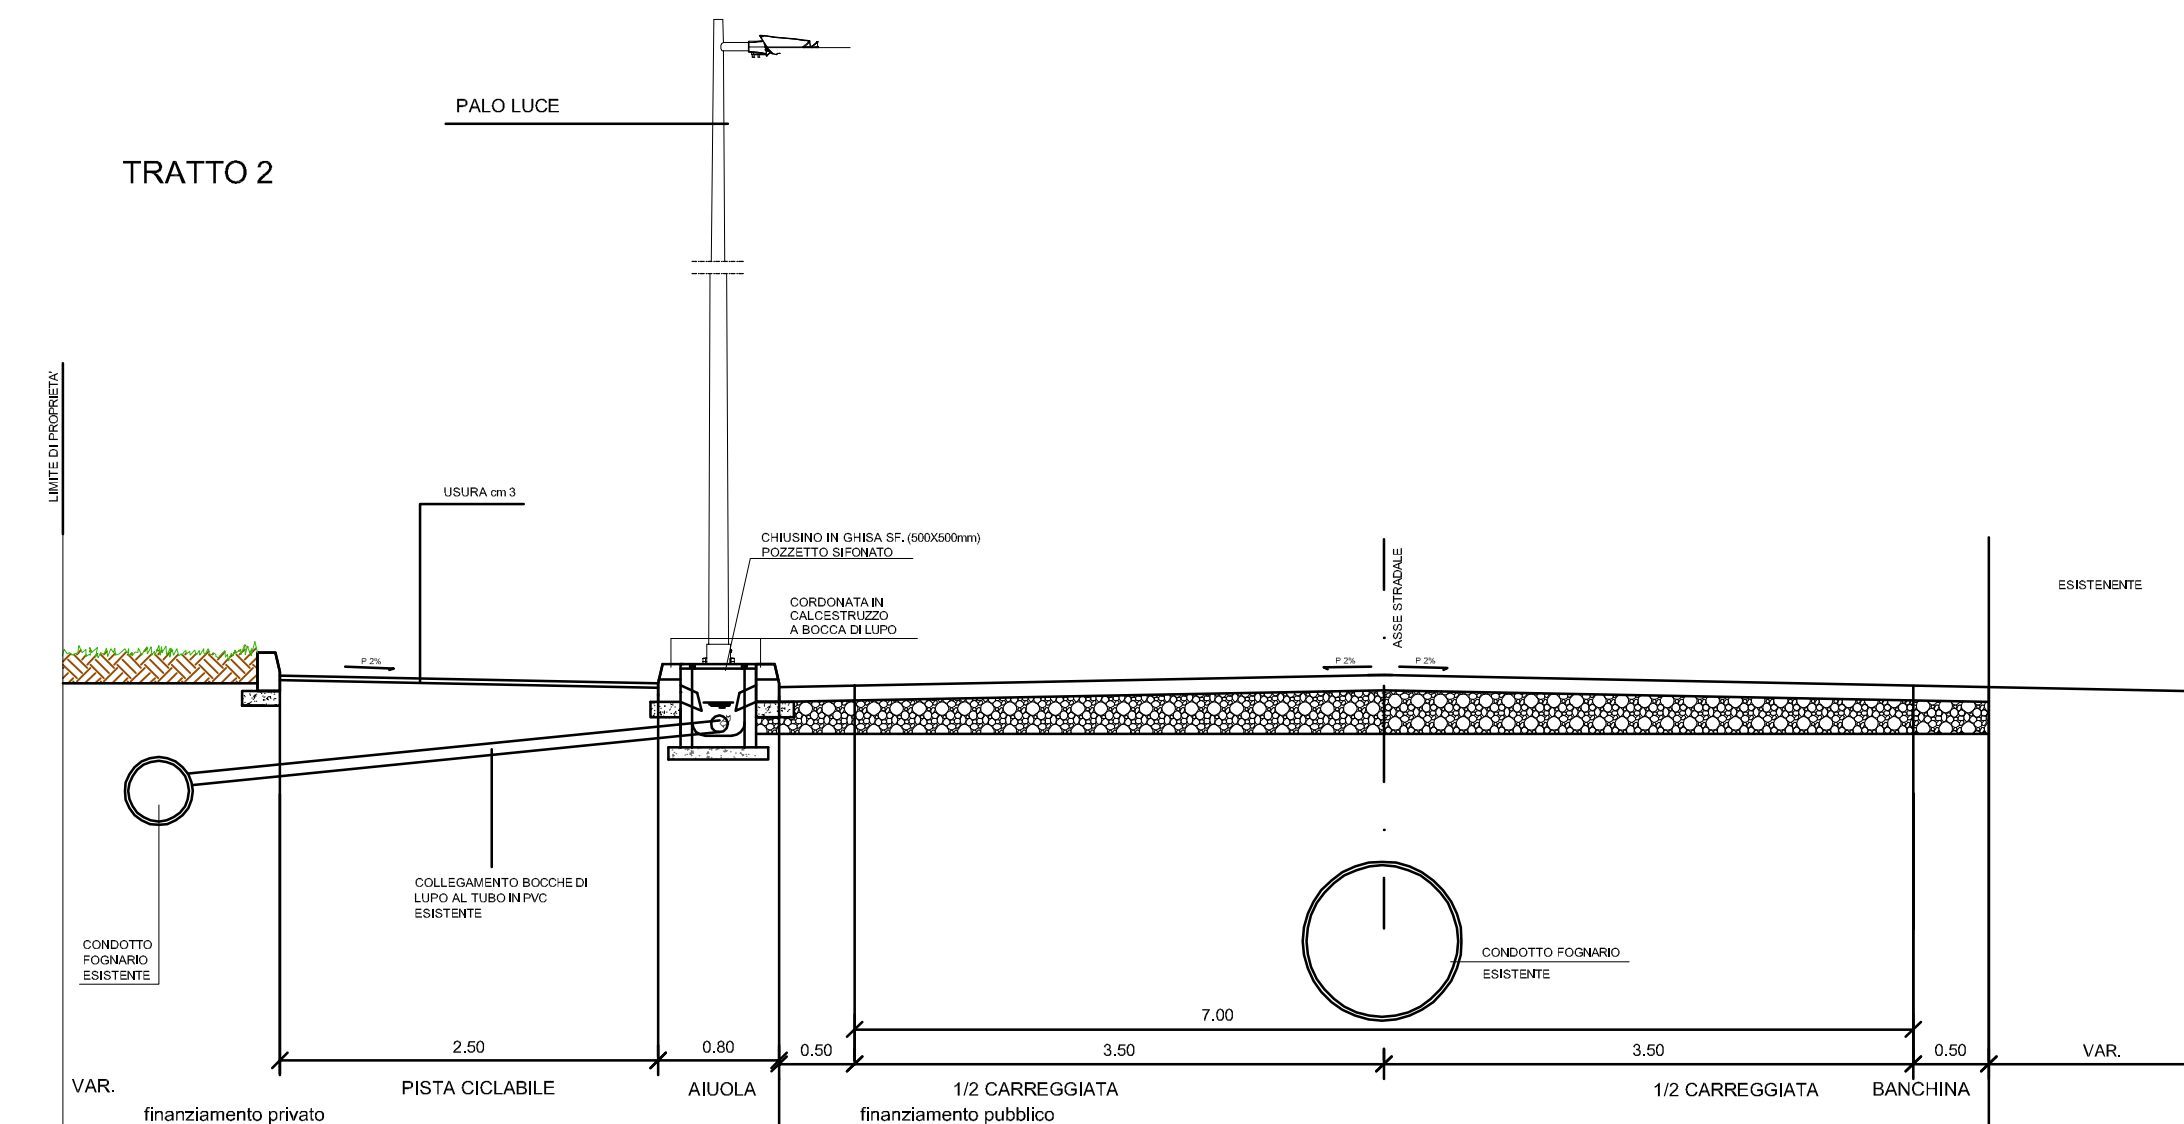 PALO LUCE
TRATTO 2
LIMITE DI PROPRIETA'
USURA cm 3
CHIUSINO IN GHISA SF. (500X500mm)
POZZETTO SIFONATO
CORDONATA IN
CALCESTRUZZO
A BOCCA DI LUPO
ASSE STRADALE
ESISTENENTE
P 2%
P 2%
P 2%
COLLEGAMENTO BOCCHE DI
LUPO AL TUBO IN PVC
ESISTENTE
CONDOTTO
FOGNARIO
ESISTENTE
CONDOTTO FOGNARIO
ESISTENTE
7.00
2.50
0.80
0.50
3.50
3.50
0.50
VAR.
VAR.
PISTA CICLABILE
AIUOLA
1/2 CARREGGIATA
1/2 CARREGGIATA
BANCHINA
finanziamento privato
finanziamento pubblico